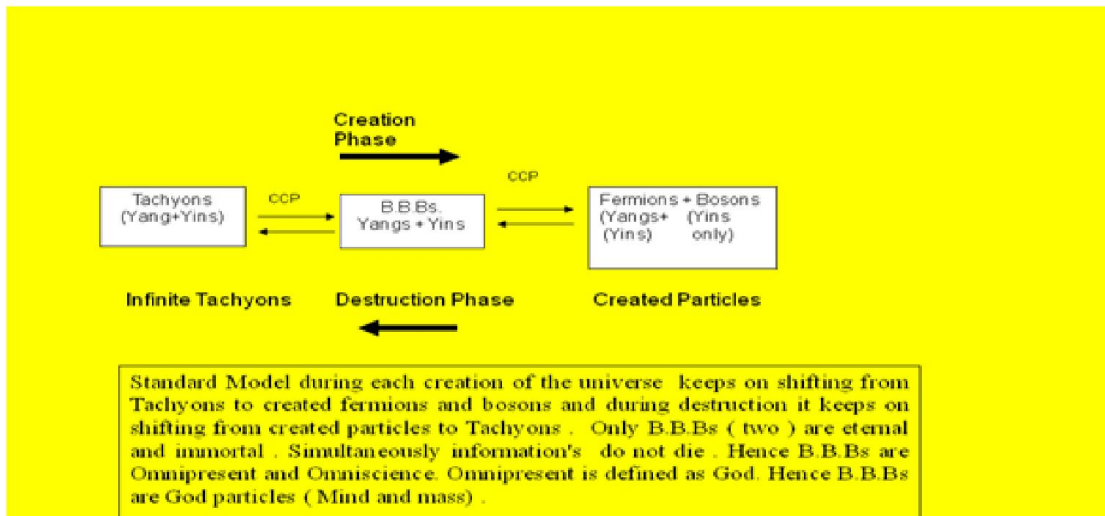 Creation
Phase
CCP
CCP
Tachyons
(Yang+Yins)
B.B.Bs.
Yangs + Yins
Fermions + Bosons
(Yangs+ (Yins
(Yins) only)
Infinite Tachyons
Destruction Phase
Created Particles
Standard Model during each creation of the universe keeps on shifting from
Tachyons to created fermions and bosons and during destruction it keeps on
shifting from created particles to Tachyons . Only B.B.Bs ( two ) are eternal
and immortal . Simultaneously information's do not die . Hence B.B.Bs are
Omnipresent and Omniscience. Omnipresent is defined as God. Hence B.B.Bs
are God particles ( Mind and mass) .